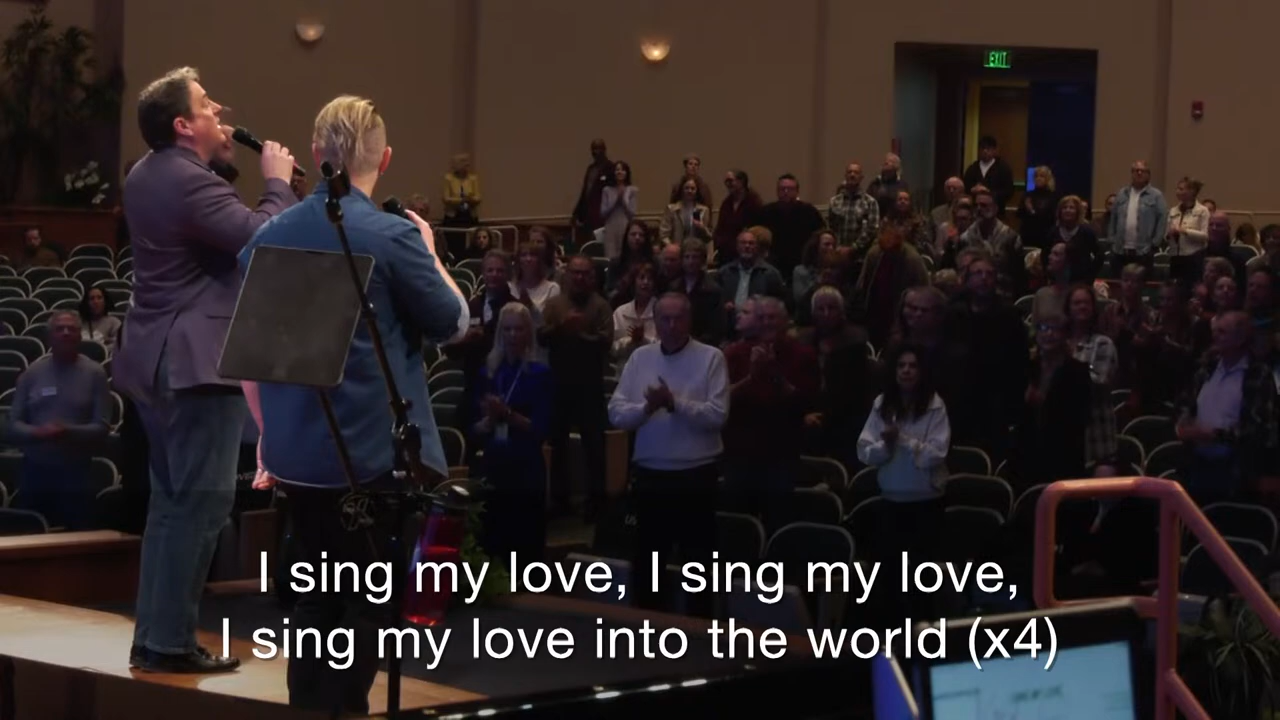 EXIT
I sing my love, I sing my love,
I sing my love into the world (x4)